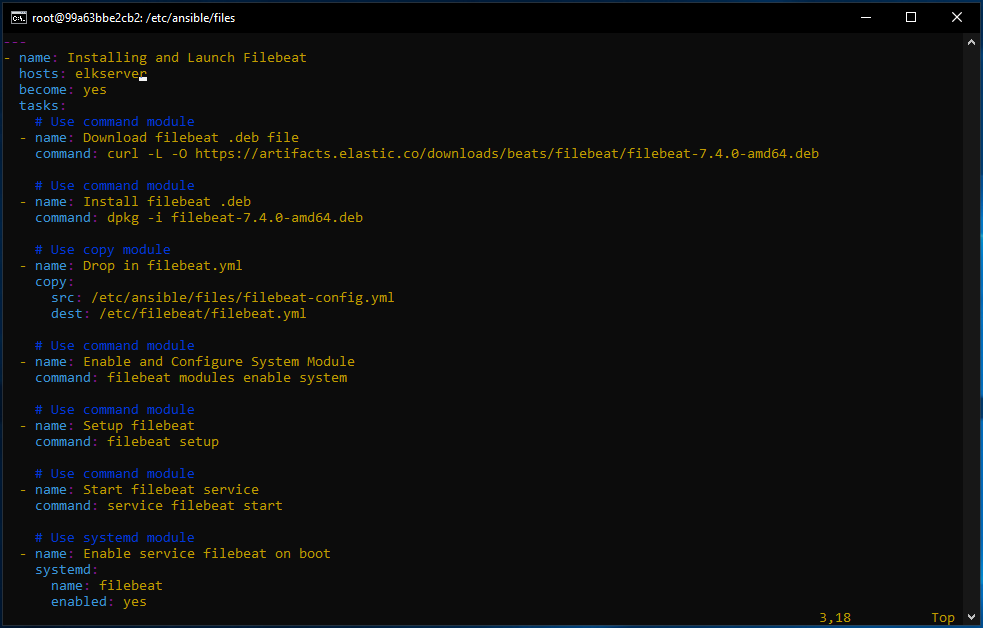 root@99a63bbe2cb2: /etc/ansible/files
---
- name: Installing and Launch Filebeat
  hosts: elkserver
  become: yes
  tasks:
    # Use command module
  - name: Download filebeat .deb file
    command: curl -L -O https://artifacts.elastic.co/downloads/beats/filebeat/filebeat-7.4.0-amd64.deb

    # Use command module
  - name: Install filebeat .deb
    command: dpkg -i filebeat-7.4.0-amd64.deb

    # Use copy module
  - name: Drop in filebeat.yml
    copy:
      src: /etc/ansible/files/filebeat-config.yml
      dest: /etc/filebeat/filebeat.yml

    # Use command module
  - name: Enable and Configure System Module
    command: filebeat modules enable system

    # Use command module
  - name: Setup filebeat
    command: filebeat setup

    # Use command module
  - name: Start filebeat service
    command: service filebeat start

    # Use systemd module
  - name: Enable service filebeat on boot
    systemd:
      name: filebeat
      enabled: yes
3,18 Top